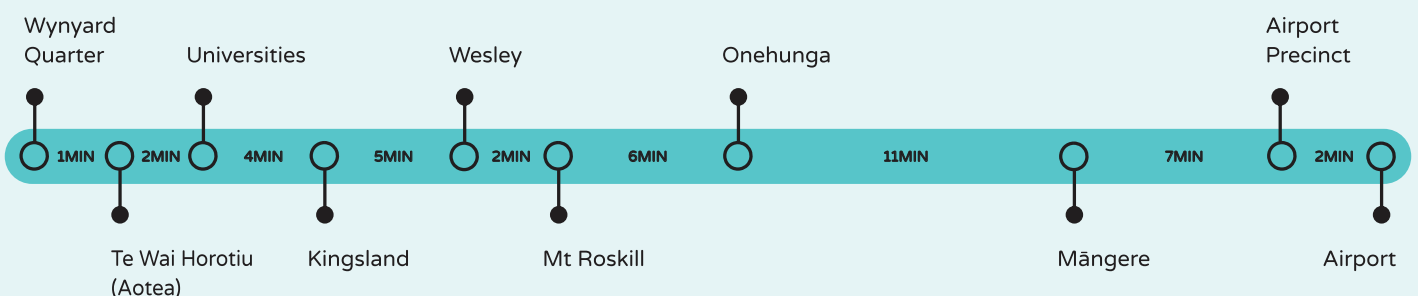 Wynyard
Quarter
Universities
Wesley
Onehunga
Airport
Precinct
1MIN 2MIN 4MIN 5MIN 2MIN 6MIN 11MIN 7MIN 2MIN
Te Wai Horotiu
(Aotea)
Kingsland
Mt Roskill
Māngere
Airport